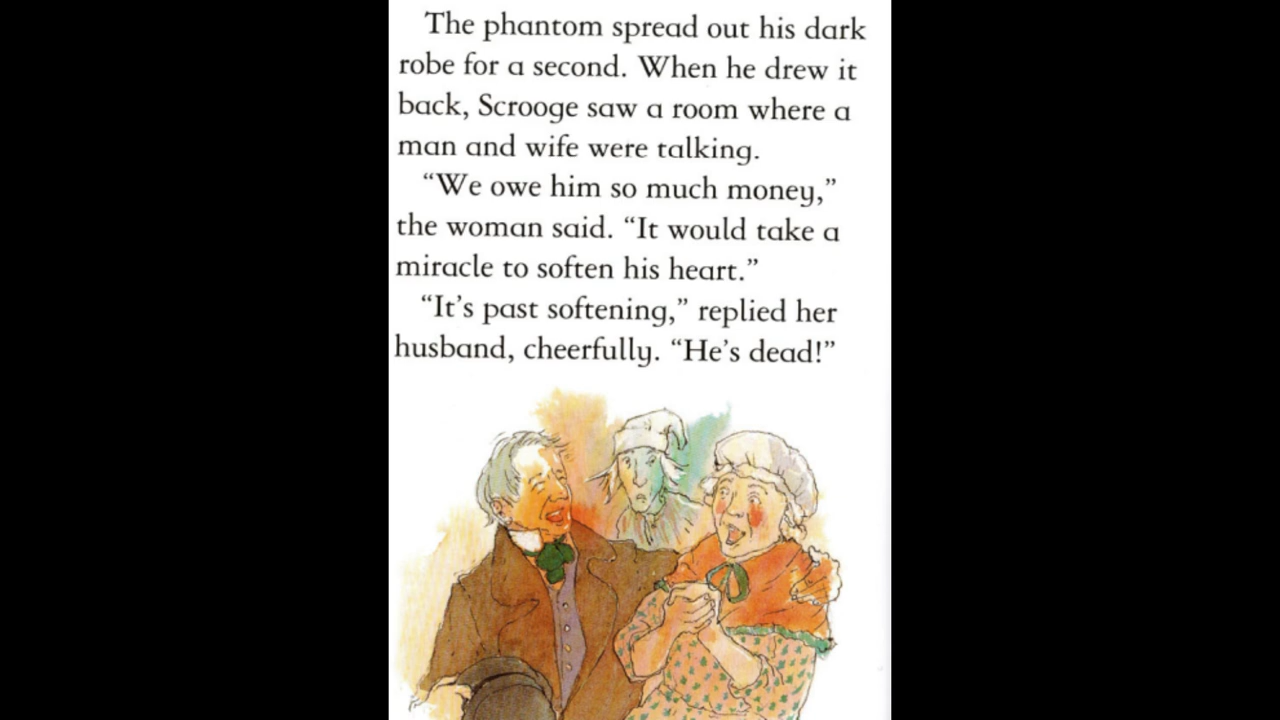 The phantom spread out his dark
robe for a second. When he drew it
back, Scrooge saw a room where a
man and wife were talking.
“We owe him so much money,”
the woman said. “It would take a
miracle to soften his heart.”
“It’s past softening,” replied her
husband, cheerfully. “He’s dead!”